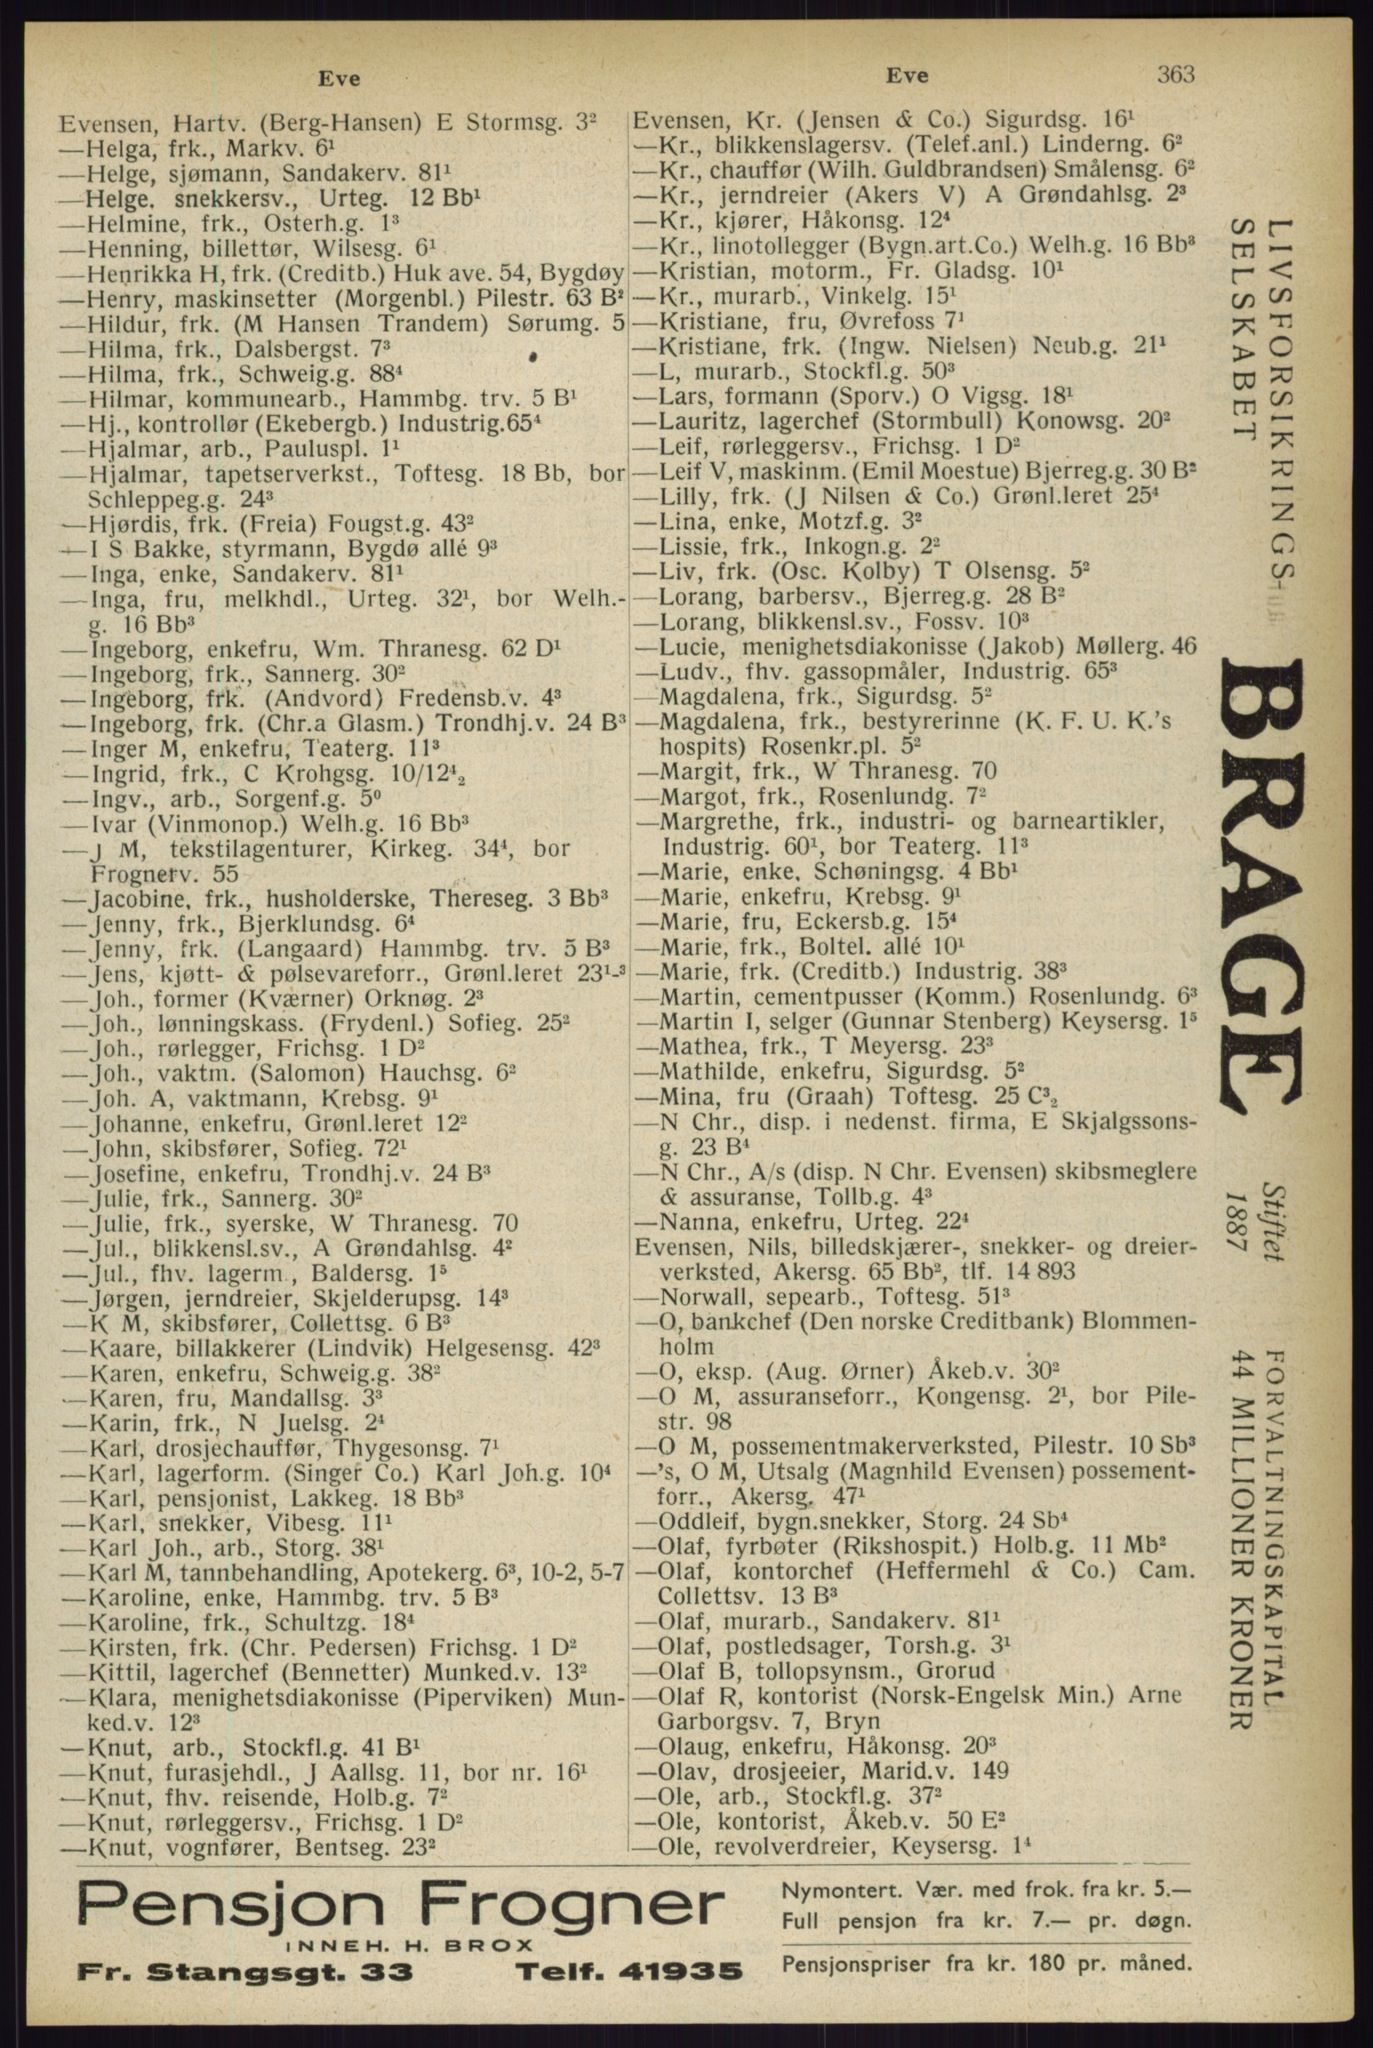 Eve
Evensen, Hartv. (Berg-Hansen) E Stormsg. 3²
—Helga, frk., Markv. 6¹
—Helge, sjømann, Sandakerv. 81¹
—Helge, snekkersv., Urteg. 12 Bb¹
—Helmine, frk., Osterh.g. 1³
—Henning, billettør, Wilsesg. 6¹
—Henrikka H, frk. (Creditb.) Huk ave. 54, Bygdøy
—Henry, maskinsetter (Morgenbl.) Pilestr. 63 B²
—Hildur, frk. (M Hansen Trandem) Sørumg. 5
—Hilma, frk., Dalsbergst. 7³
—Hilma, frk., Schweig.g. 88⁴
—Hilmar, kommunearb., Hammbg. trv. 5 B¹
—Hj., kontrollør (Ekebergb.) Industrig.65⁴
—Hjalmar, arb., Pauluspl. 1¹
—Hjalmar, tapetserverkst., Toftesg. 18 Bb, bor
Schleppeg.g. 24³
—Hjørdis, frk. (Freia) Fougst.g. 43²
—I S Bakke, styrmann, Bygdø allé 9³
—Inga, enke, Sandakerv. 81¹
—Inga, fru, melkhdl., Urteg. 32¹, bor Welh.-
g. 16 Bb³
—Ingeborg, enkefru, Wm. Thranesg. 62 D¹
—Ingeborg, frk., Sannerg. 30²
—Ingeborg, frk. (Andvord) Fredensb.v. 4³
—Ingeborg, frk. (Chr.a Glasm.) Trondhj.v. 24 B³
—Inger M, enkefru, Teaterg. 11³
—Ingrid, frk., C Krohgsg. 10/12⁴₂
—Ingv., arb., Sorgenf.g. 5⁰
—Ivar (Vinmonop.) Welh.g. 16 Bb³
—J M, tekstilagenturer, Kirkeg. 34⁴, bor
Frognerv. 55
—Jacobine, frk., husholderske, Thereseg. 3 Bb³
—Jenny, frk., Bjerklundsg. 6⁴
—Jenny, frk. (Langaard) Hammbg. trv. 5 B³
—Jens, kjøtt- & pølsevareforr., Grønl.leret 23¹-³
—Joh., former (Kværner) Orknøg. 2³
—Joh., lønningskass. (Frydenl.) Sofieg. 25²
—Joh., rørlegger, Frichsg. 1 D²
—Joh., vaktm. (Salomon) Hauchsg. 6²
—Joh. A, vaktmann, Krebsg. 9¹
—Johanne, enkefru, Grønl.leret 12²
—John, skibsfører, Sofieg. 72¹
—Josefine, enkefru, Trondhj.v. 24 B³
—Julie, frk., Sannerg. 30²
—Julie, frk., syerske, W Thranesg. 70
—Jul., blikkensl.sv., A Grøndahlsg. 4²
—Jul., fhv. lagerm., Baldersg. 1⁵
—Jørgen, jerndreier, Skjelderupsg. 14³
—K M, skibsfører, Collettsg. 6 B³
—Kaare, billakkerer (Lindvik) Helgesensg. 42³
—Karen, enkefru, Schweig.g. 38²
—Karen, fru, Mandallsg. 3³
—Karin, frk., N Juelsg. 2⁴
—Karl, drosjechauffør, Thygesonsg. 7¹
—Karl, lagerform. (Singer Co.) Karl Joh.g. 10⁴
—Karl, pensjonist, Lakkeg. 18 Bb³
—Karl, snekker, Vibesg. 11¹
—Karl Joh., arb., Storg. 38¹
—Karl M, tannbehandling, Apotekerg. 6³, 10-2, 5-7
—Karoline, enke, Hammbg. trv. 5 B³
—Karoline, frk., Schultzg. 18⁴
—Kirsten, frk. (Chr. Pedersen) Frichsg. 1 D²
—Kittil, lagerchef (Bennetter) Munked.v. 13²
—Klara, menighetsdiakonisse (Piperviken) Mun-
ked.v. 12³
—Knut, arb., Stockfl.g. 41 B¹
—Knut, furasjehdl., J Aallsg. 11, bor nr. 16¹
—Knut, fhv. reisende, Holb.g. 7²
—Knut, rørleggersv., Frichsg. 1 D²
—Knut, vognfører, Bentseg. 23²
Eve 363
Evensen, Kr. (Jensen & Co.) Sigurdsg. 16¹
—Kr., blikkenslagersv. (Telef.anl.) Linderng. 6²
—Kr., chauffør (Wilh. Guldbrandsen) Smålensg. 6²
—Kr., jerndreier (Akers V) A Grøndahlsg. 2³
—Kr., kjører, Håkonsg. 12⁴
—Kr., linotollegger (Bygn.art.Co.) Welh.g. 16 Bb³
—Kristian, motorm., Fr. Gladsg. 10¹
—Kr., murarb., Vinkelg. 15¹
—Kristiane, fru, Øvrefoss 7¹
—Kristiane, frk. (Ingw. Nielsen) Neub.g. 21¹
—L, murarb., Stockfl.g. 50³
—Lars, formann (Sporv.) O Vigsg. 18¹
—Lauritz, lagerchef (Stormbull) Konowsg. 20²
—Leif, rørleggersv., Frichsg. 1 D²
—Leif V, maskinm. (Emil Moestue) Bjerreg.g. 30 B²
—Lilly, frk. (J Nilsen & Co.) Grønl.leret 25⁴
—Lina, enke, Motzf.g. 3²
—Lissie, frk., Inkogn.g. 2²
—Liv, frk. (Osc. Kolby) T Olsensg. 5²
—Lorang, barbersv., Bjerreg.g. 28 B²
—Lorang, blikkensl.sv., Fossv. 10³
—Lucie, menighetsdiakonisse (Jakob) Møllerg. 46
—Ludv., fhv. gassopmåler, Industrig. 65³
—Magdalena, frk., Sigurdsg. 5²
—Magdalena, frk., bestyrerinne (K. F. U. K.'s
hospits) Rosenkr.pl. 5²
—Margit, frk., W Thranesg. 70
—Margot, frk., Rosenlundg. 7²
—Margrethe, frk., industri- og barneartikler,
Industrig. 60¹, bor Teaterg. 11³
—Marie, enke, Schøningsg. 4 Bb¹
—Marie, enkefru, Krebsg. 9¹
—Marie, fru, Eckersb.g. 15⁴
—Marie, frk., Boltel. allé 10¹
—Marie, frk. (Creditb.) Industrig. 38³
—Martin, cementpusser (Komm.) Rosenlundg. 6³
—Martin I, selger (Gunnar Stenberg) Keysersg. 1⁵
—Mathea, frk., T Meyersg. 23³
—Mathilde, enkefru, Sigurdsg. 5²
—Mina, fru (Graah) Toftesg. 25 C³₂
—N Chr., disp. i nedenst. firma, E Skjalgssons-
g. 23 B⁴
—N Chr., A/s (disp. N Chr. Evensen) skibsmeglere
& assuranse, Tollb.g. 4³
—Nanna, enkefru, Urteg. 22⁴
Evensen, Nils, billedskjærer-, snekker- og dreier-
verksted, Akersg. 65 Bb², tlf. 14 893
—Norwall, sepearb., Toftesg. 51³
—O, bankchef (Den norske Creditbank) Blommen-
holm
—O, eksp. (Aug. Ørner) Åkeb.v. 30²
—O M, assuranseforr., Kongensg. 2¹, bor Pile-
str. 98
—O M, possementmakerverksted, Pilestr. 10 Sb³
—'s, O M, Utsalg (Magnhild Evensen) possement-
forr., Akersg. 47¹
—Oddleif, bygn.snekker, Storg. 24 Sb⁴
—Olaf, fyrbøter (Rikshospit.) Holb.g. 11 Mb²
—Olaf, kontorchef (Heffermehl & Co.) Cam.
Collettsv. 13 B³
—Olaf, murarb., Sandakerv. 81¹
—Olaf, postledsager, Torsh.g. 3¹
—Olaf B, tollopsynsm., Grorud
—Olaf R, kontorist (Norsk-Engelsk Min.) Arne
Garborgsv. 7, Bryn
—Olaug, enkefru, Håkonsg. 20³
—Olav, drosjeeier, Marid.v. 149
—Ole, arb., Stockfl.g. 37²
—Ole, kontorist, Åkeb.v. 50 E²
—Ole, revolverdreier, Keysersg. 1⁴
LIVSFORSIKRINGS-
SELSKABET
BRAGE
Stiftet
1887
FORVALTNINGSKAPITAL
44 MILLIONER KRONER
Pensjon Frogner
INNEH. H. BROX
Fr. Stangsgt. 33 Telf. 41935
Nymontert. Vær. med frok. fra kr. 5.—
Full pensjon fra kr. 7.— pr. døgn.
Pensjonspriser fra kr. 180 pr. måned.